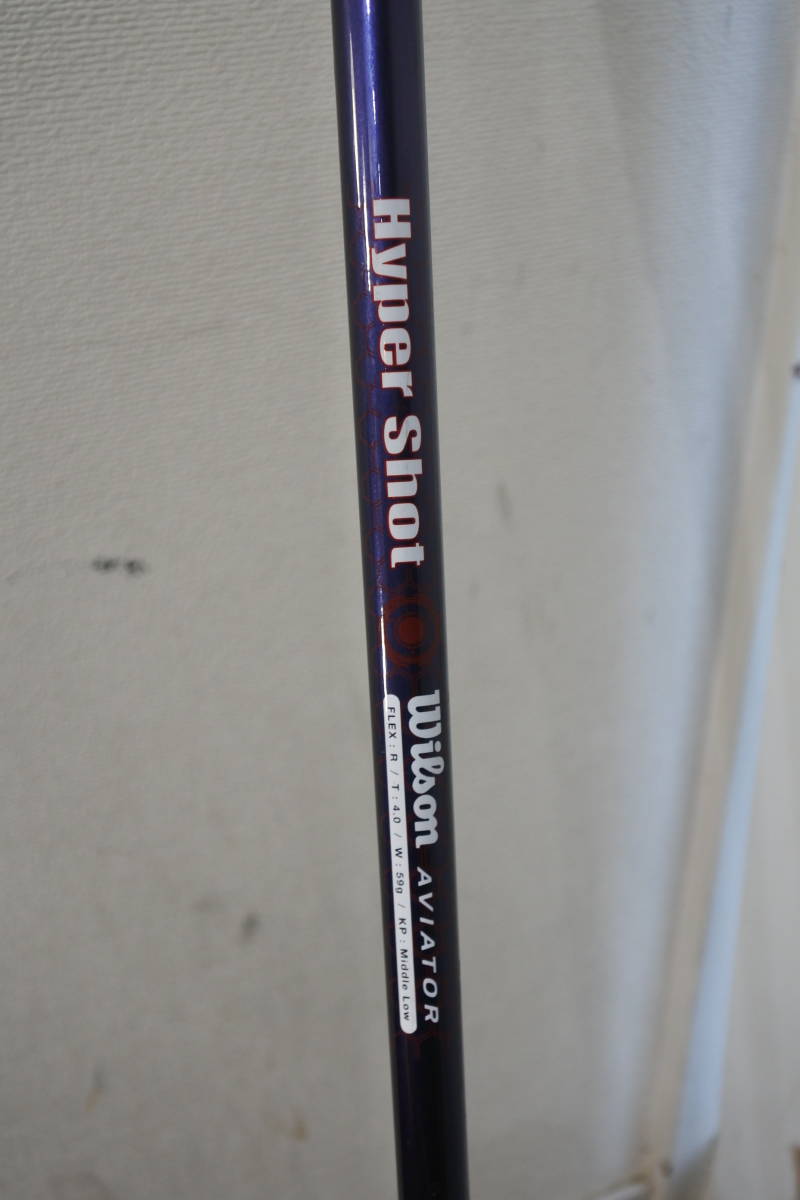 Hyper Shot
Wilson AVIATOR
FLEX : R / T : 4.0 / W : 59g / KP : Middle Low